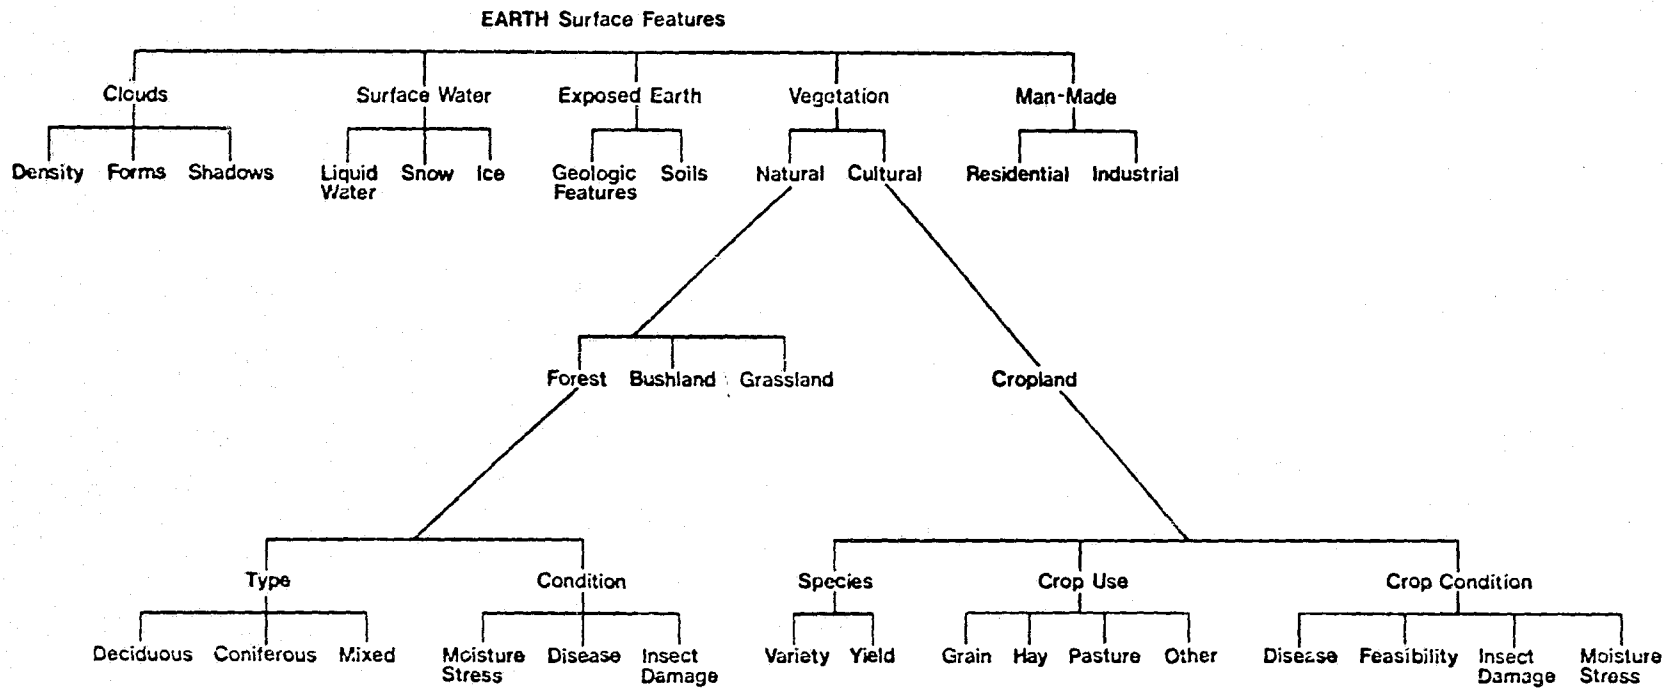 EARTH Surface Features
Clouds Surface Water Exposed Earth Vegetation Man-Made
Density Forms Shadows Liquid Water Snow Ice Geologic Features Soils Natural Cultural Residential Industrial
Forest Bushland Grassland Cropland
Type Condition Species Crop Use Crop Condition
Deciduous Coniferous Mixed Moisture Stress Disease Insect Damage Variety Yield Grain Hay Pasture Other Disease Feasibility Insect Damage Moisture Stress